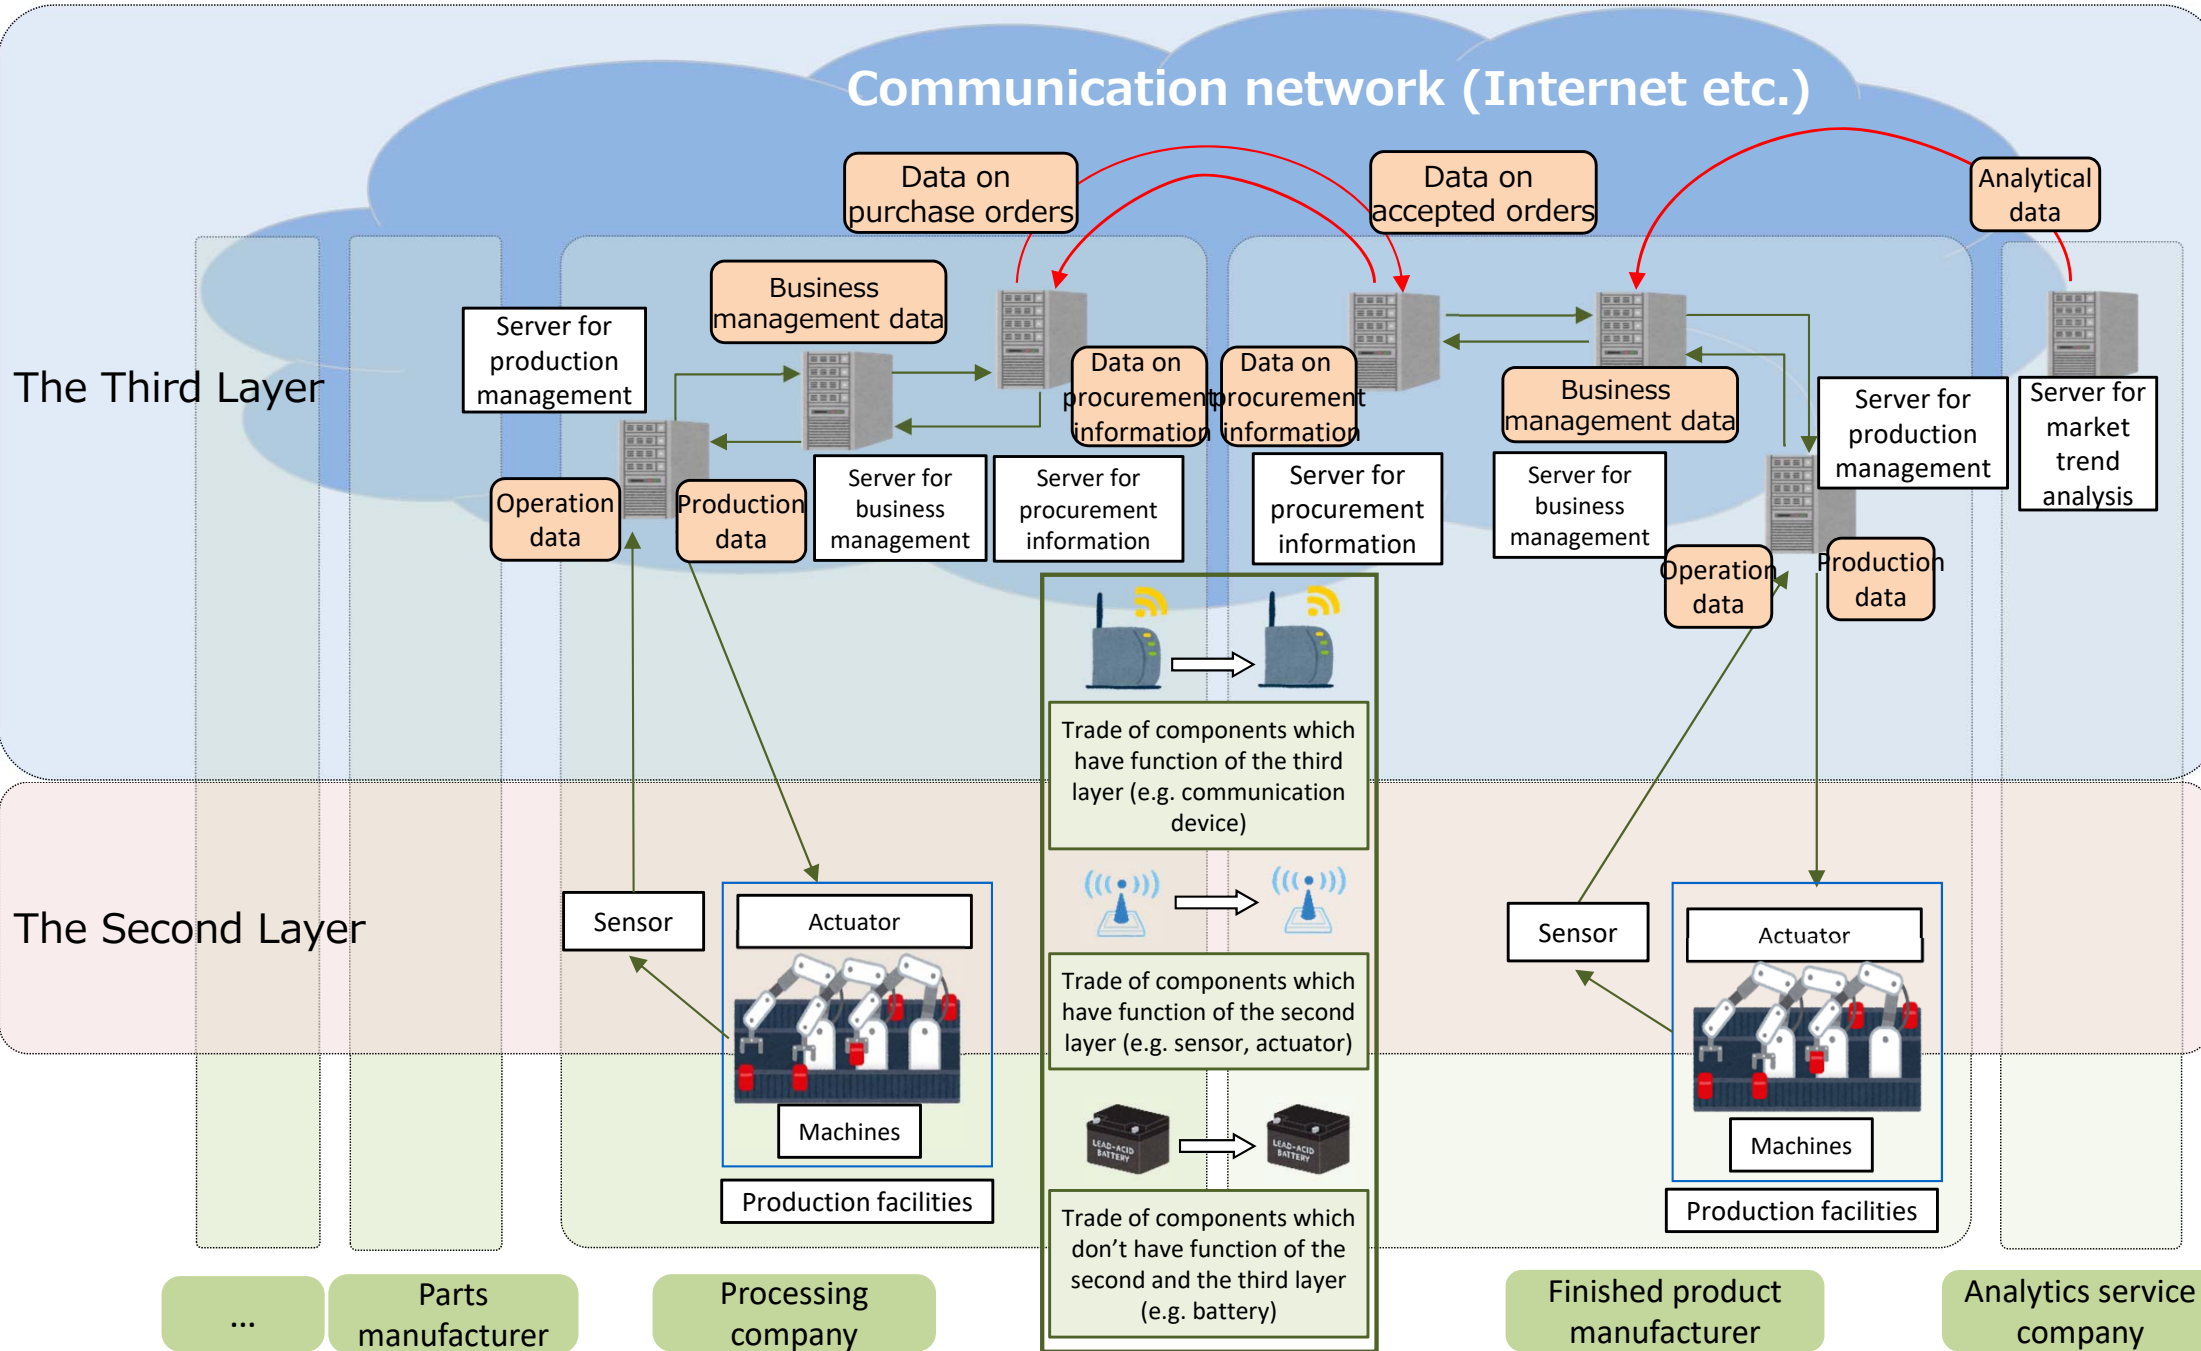 Communication network (Internet etc.)
Data on
purchase orders
Data on
accepted orders
Analytical
data
Business
management data
Server for
production
management
The Third Layer
Data on
procurement
information
Data on
procurement
information
Business
management data
Server for
production
management
Server for
market
trend
analysis
Operation
data
Production
data
Server for
business
management
Server for
procurement
information
Server for
procurement
information
Server for
business
management
Operation
data
Production
data
Trade of components which
have function of the third
layer (e.g. communication
device)
The Second Layer
Sensor
Actuator
Sensor
Actuator
Trade of components which
have function of the second
layer (e.g. sensor, actuator)
Machines
LEAD-ACID
BATTERY
LEAD-ACID
BATTERY
Machines
Production facilities
Production facilities
Trade of components which
don’t have function of the
second and the third layer
(e.g. battery)
...
Parts
manufacturer
Processing
company
Finished product
manufacturer
Analytics service
company